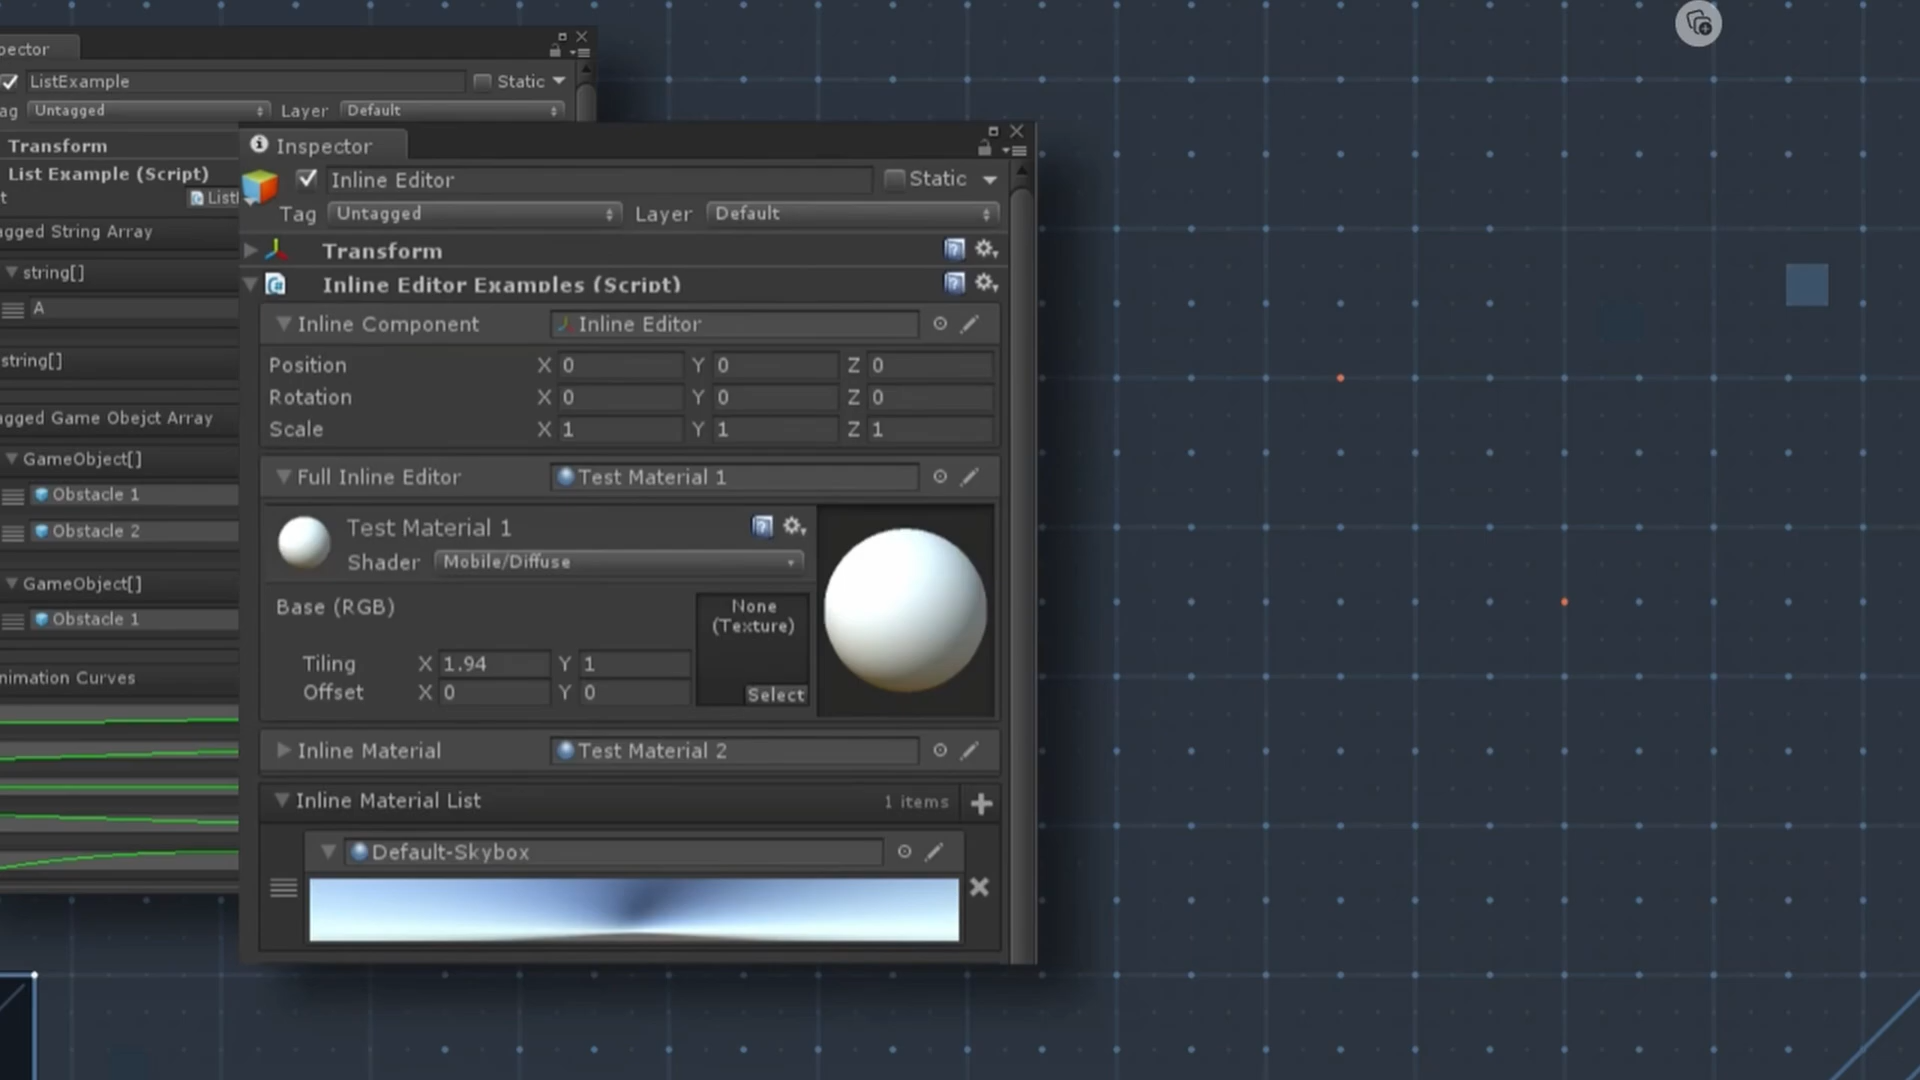 pector
ListExample Static
ag Untagged Layer Default
Transform
List Example (Script)
t List
agged String Array
string[]
A
string[]
agged Game Obejct Array
GameObject[]
Obstacle 1
Obstacle 2
GameObject[]
Obstacle 1
nimation Curves
Inspector
Inline Editor Static
Tag Untagged Layer Default
Transform
Inline Editor Examples (Script)
Inline Component Inline Editor
Position X 0 Y 0 Z 0
Rotation X 0 Y 0 Z 0
Scale X 1 Y 1 Z 1
Full Inline Editor Test Material 1
Test Material 1
Shader Mobile/Diffuse
Base (RGB) None
(Texture)
Tiling X 1.94 Y 1
Offset X 0 Y 0 Select
Inline Material Test Material 2
Inline Material List 1 items
Default-Skybox